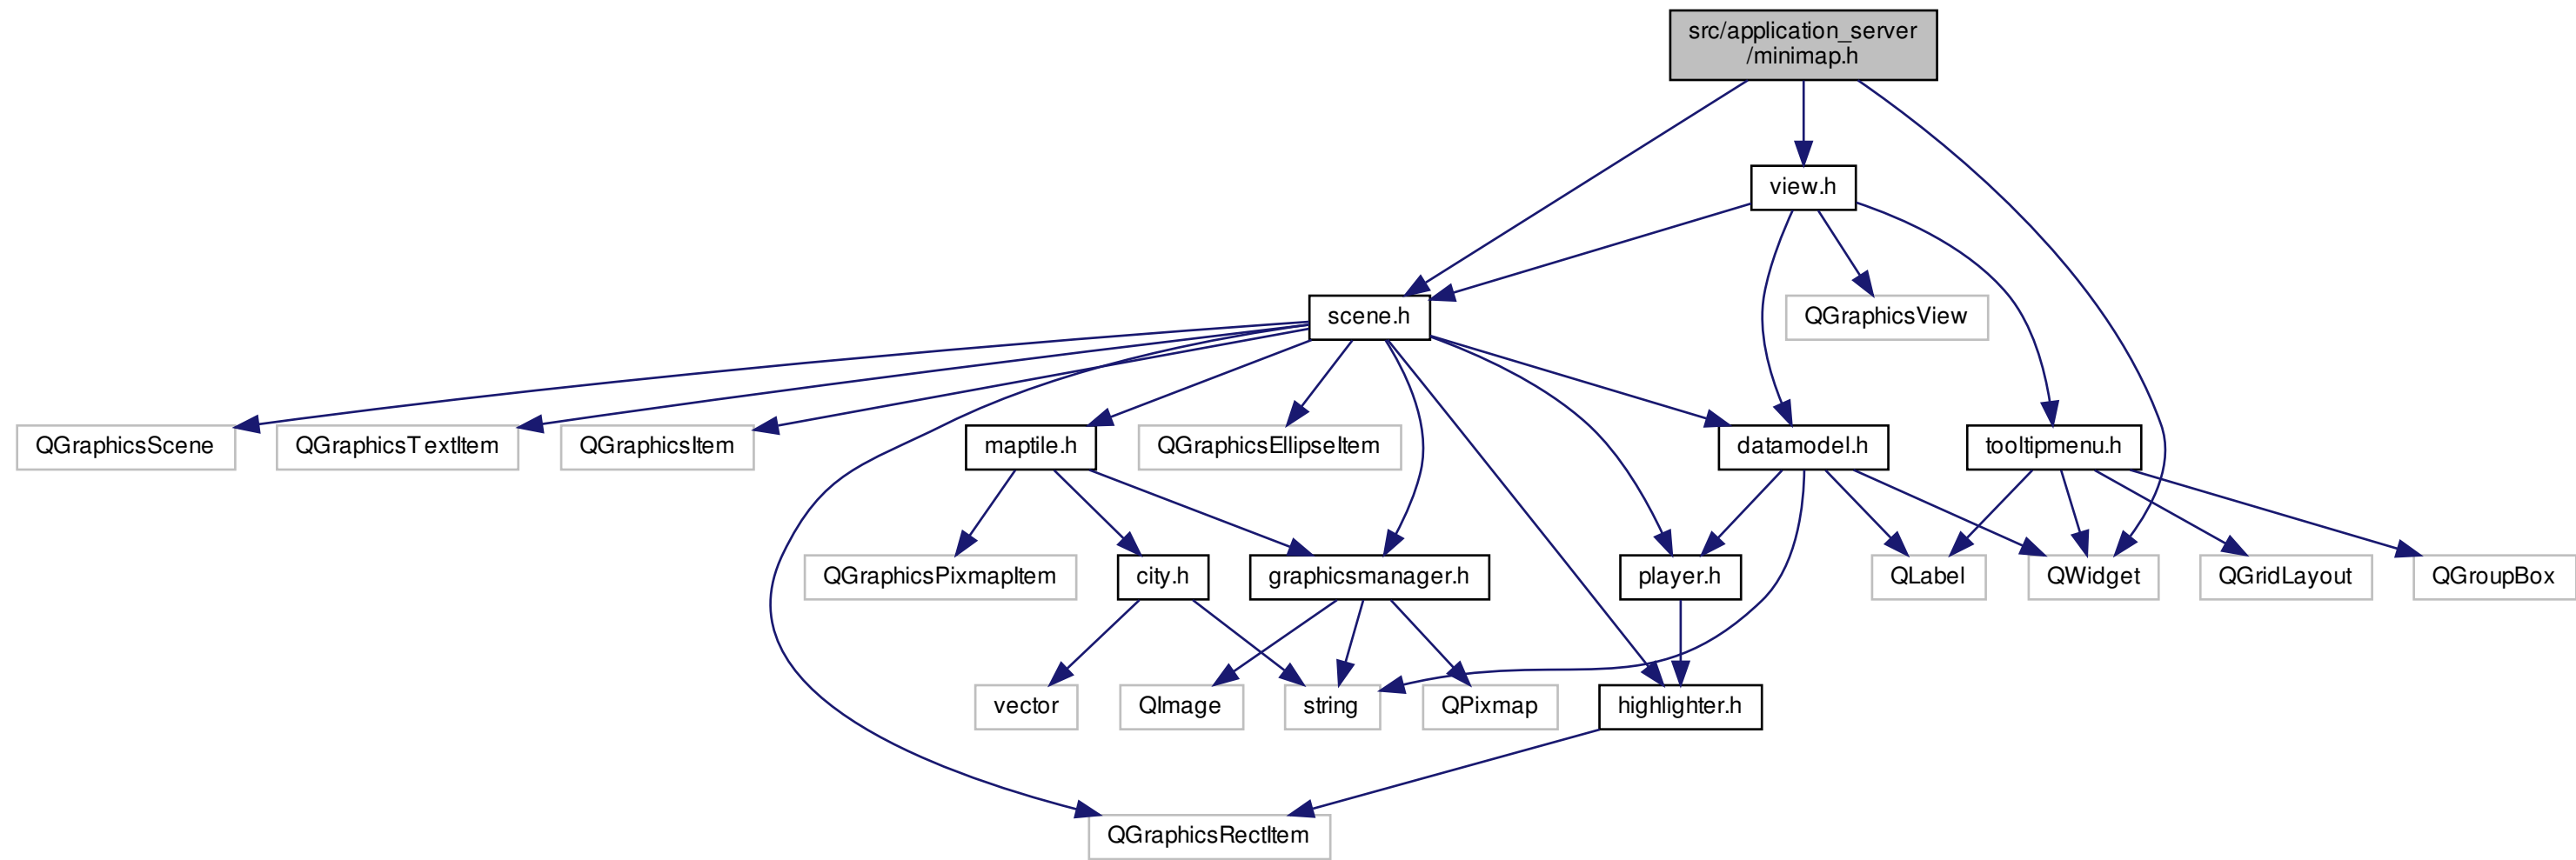 src/application_server
/minimap.h
view.h
scene.h
QGraphicsView
QGraphicsScene
QGraphicsTextItem
QGraphicsItem
maptile.h
QGraphicsEllipseItem
datamodel.h
tooltipmenu.h
QGraphicsPixmapItem
city.h
graphicsmanager.h
player.h
QLabel
QWidget
QGridLayout
QGroupBox
vector
QImage
string
QPixmap
highlighter.h
QGraphicsRectItem